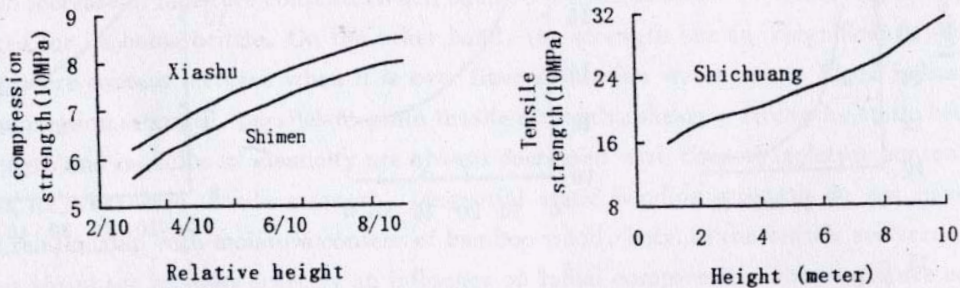 compression
strength(10MPa)
9
8
7
6
5
Xiashu
Shimen
2/10 4/10 6/10 8/10
Relative height
Tensile
strength(10MPa)
32
24
16
8
Shichuang
0 2 4 6 8 10
Height (meter)